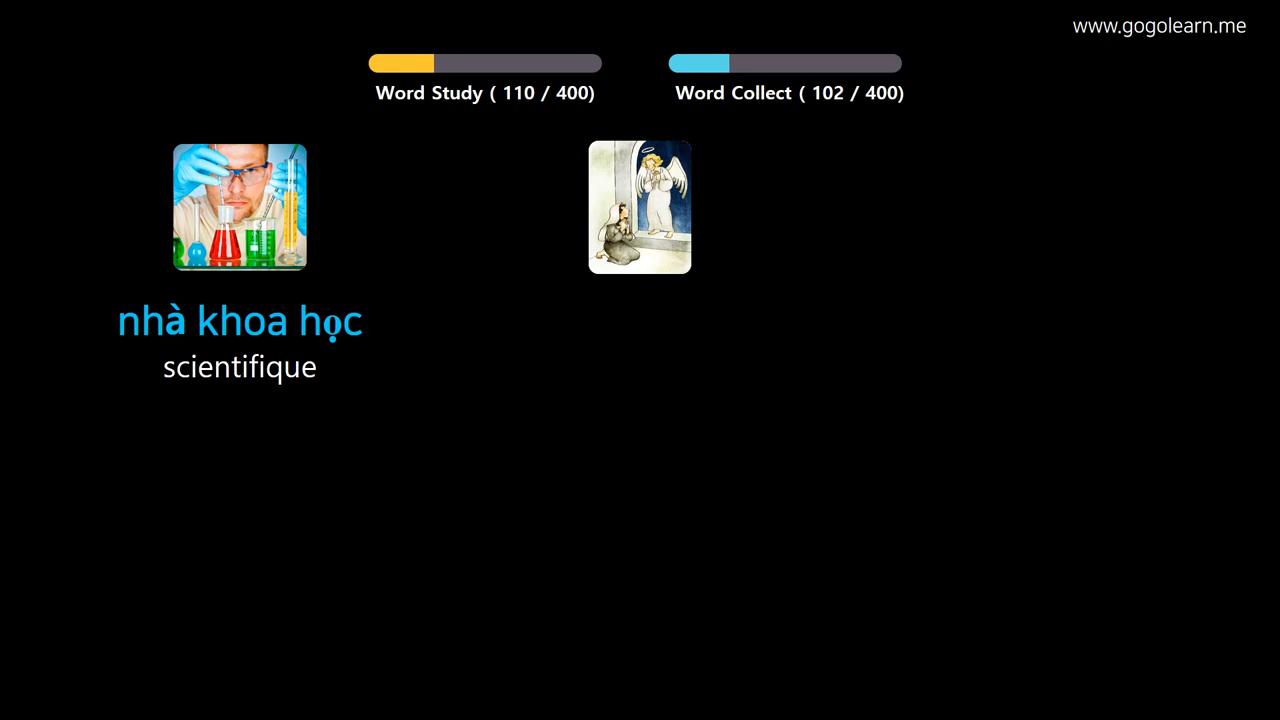 www.gogolearn.me
Word Study ( 110 / 400)
Word Collect ( 102 / 400)
nhà khoa học
scientifique